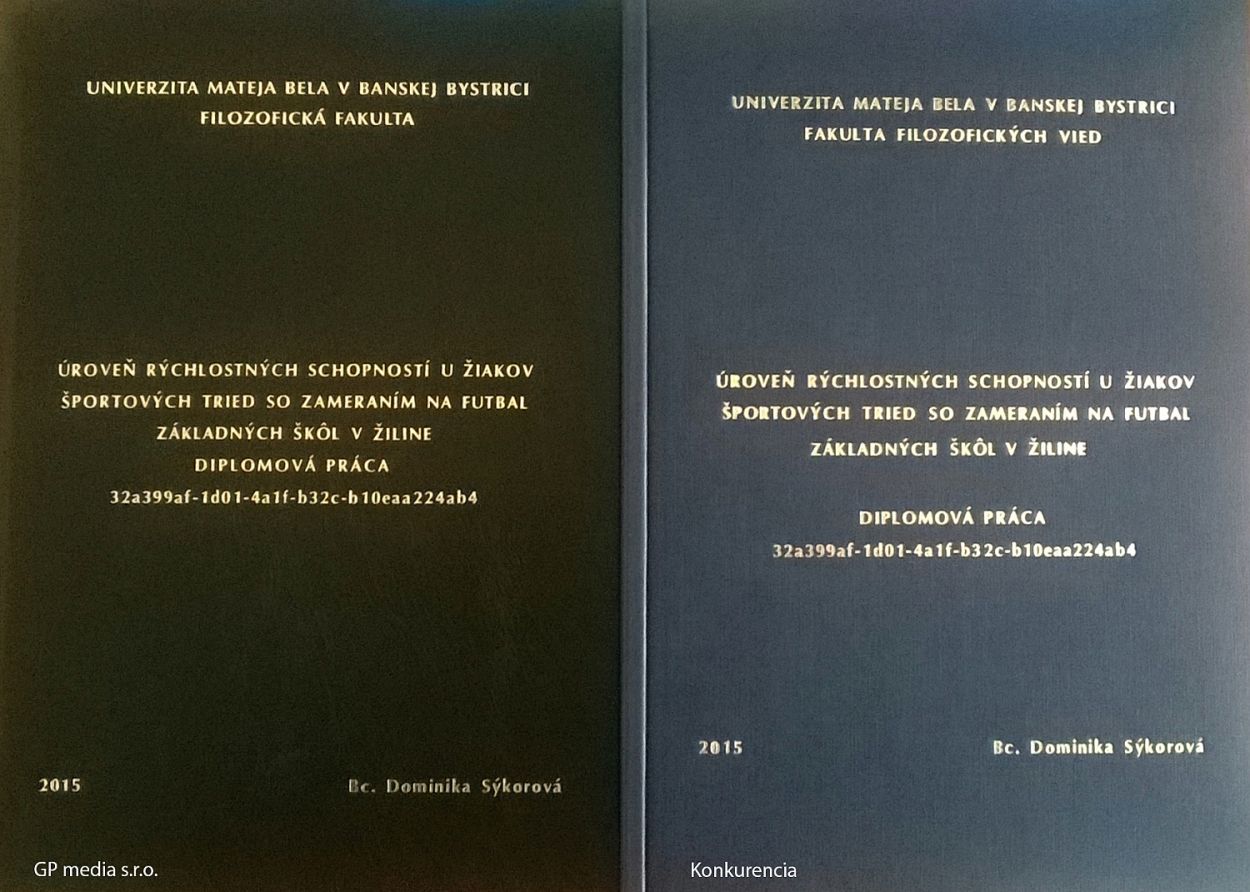 UNIVERZITA MATEJA BELA V BANSKEJ BYSTRICI
FILOZOFICKÁ FAKULTA
ÚROVEŇ RÝCHLOSTNÝCH SCHOPNOSTÍ U ŽIAKOV
ŠPORTOVÝCH TRIED SO ZAMERANÍM NA FUTBAL
ZÁKLADNÝCH ŠKÔL V ŽILINE
DIPLOMOVÁ PRÁCA
32a399af-1d01-4a1f-b32c-b10eaa224ab4
2015 Bc. Dominika Sýkorová
GP media s.r.o.
UNIVERZITA MATEJA BELA V BANSKEJ BYSTRICI
FAKULTA FILOZOFICKÝCH VIED
ÚROVEŇ RÝCHLOSTNÝCH SCHOPNOSTÍ U ŽIAKOV
ŠPORTOVÝCH TRIED SO ZAMERANÍM NA FUTBAL
ZÁKLADNÝCH ŠKÔL V ŽILINE
DIPLOMOVÁ PRÁCA
32a399af-1d01-4a1f-b32c-b10eaa224ab4
2015 Bc. Dominika Sýkorová
Konkurencia